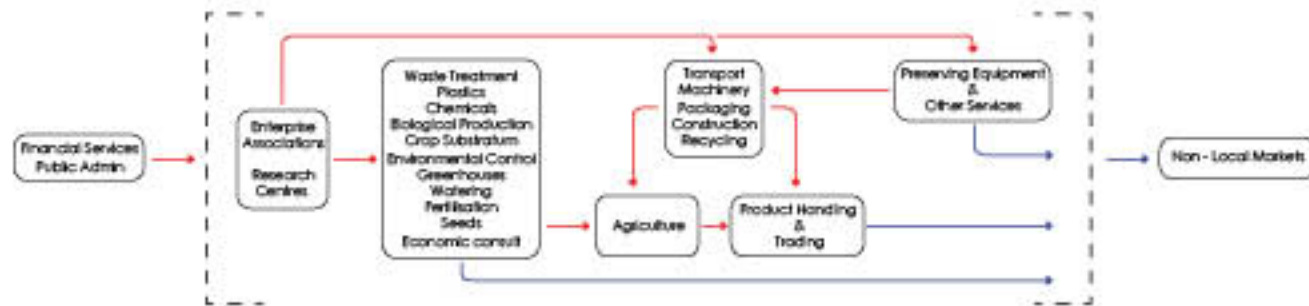 Financial Services
Public Admin
Enterprise
Associations
Research
Centres
Waste Treatment
Plastics
Chemicals
Biological Production
Crop Substratum
Environmental Control
Greenhouses
Watering
Fertilisation
Seeds
Economic consult
Transport
Machinery
Packaging
Construction
Recycling
Preserving Equipment
&
Other Services
Agriculture
Product Handing
&
Trading
Non - Local Markets